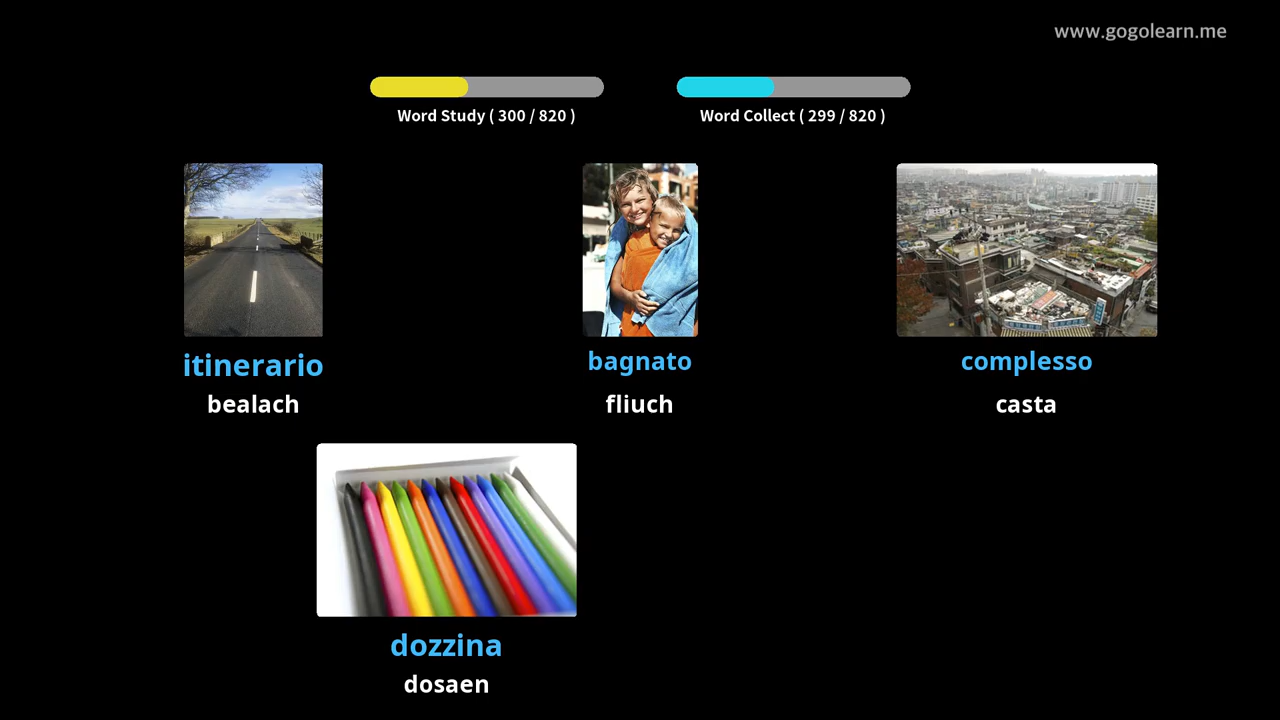 www.gogolearn.me
Word Study ( 300 / 820 )
Word Collect ( 299 / 820 )
itinerario
bagnato
complesso
bealach
fliuch
casta
dozzina
dosaen